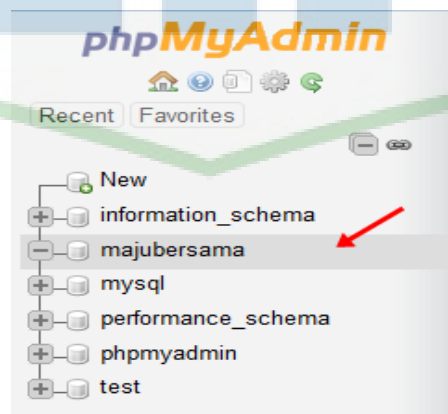 phpMyAdmin
Recent Favorites
New
information_schema
majubersama
mysql
performance_schema
phpmyadmin
test